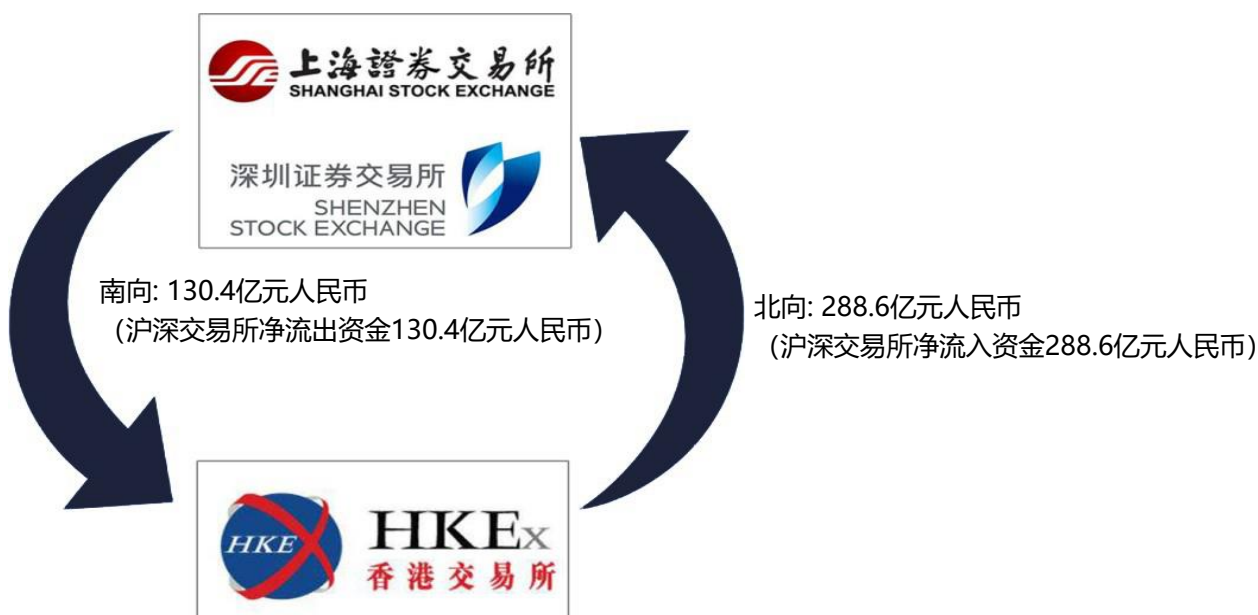 上海證券交易所
SHANGHAI STOCK EXCHANGE
深圳证券交易所
SHENZHEN
STOCK EXCHANGE
南向: 130.4亿元人民币
（沪深交易所净流出资金130.4亿元人民币）
北向: 288.6亿元人民币
（沪深交易所净流入资金288.6亿元人民币）
HKEX
HKEx
香港交易所